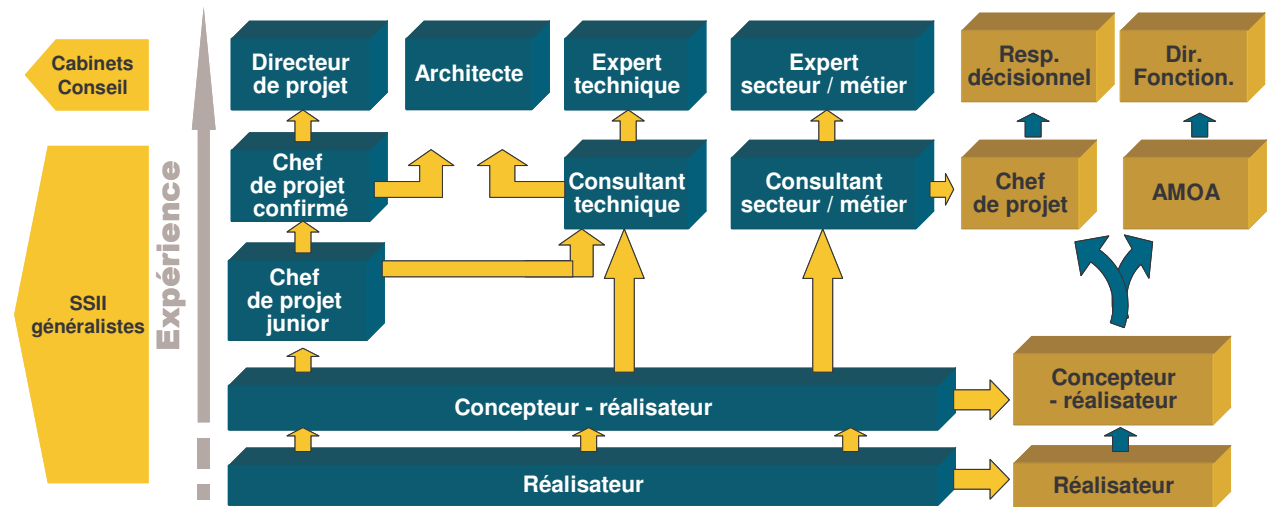 Cabinets
Conseil
SSII
généralistes
Expérience
Directeur
de projet
Architecte
Expert
technique
Expert
secteur / métier
Resp.
décisionnel
Dir.
Fonction.
Chef
de projet
confirmé
Consultant
technique
Consultant
secteur / métier
Chef
de projet
AMOA
Chef
de projet
junior
Concepteur - réalisateur
Concepteur
- réalisateur
Réalisateur
Réalisateur